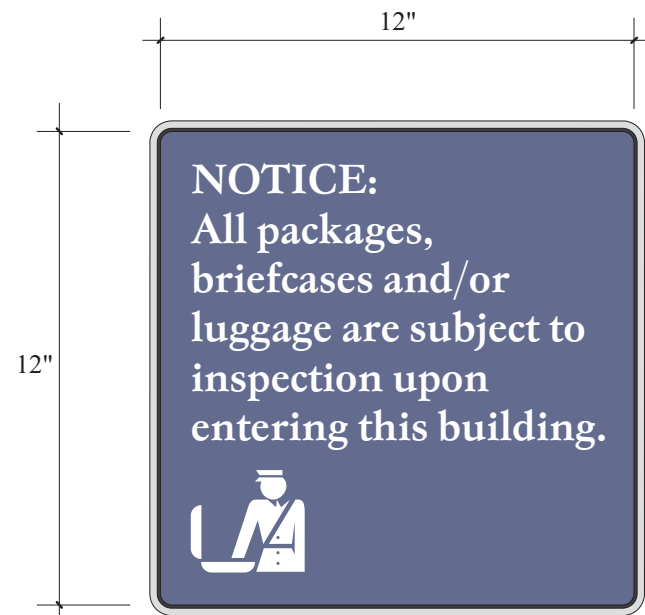 12"
12"
NOTICE:
All packages,
briefcases and/or
luggage are subject to
inspection upon
entering this building.